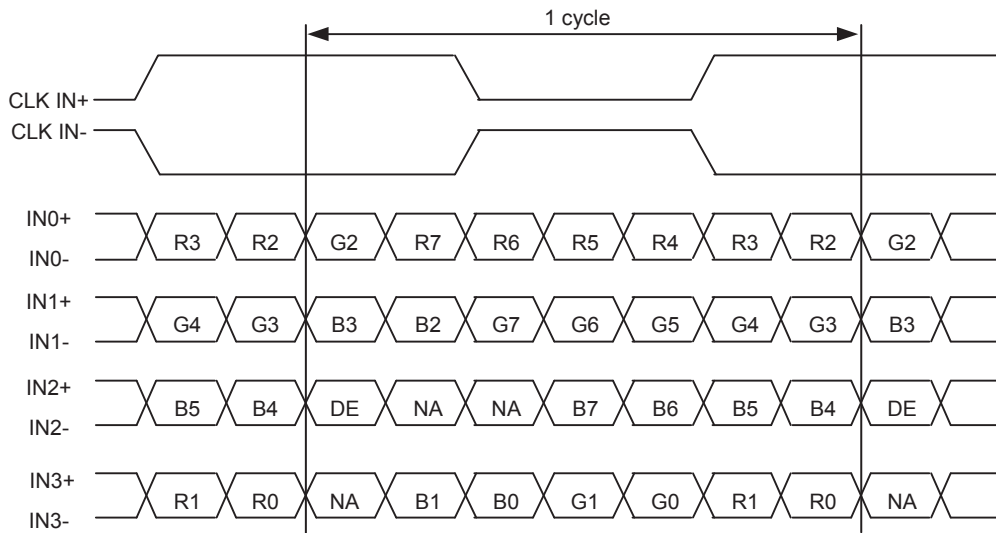 1 cycle
CLK IN+
CLK IN-
IN0+
R3 R2 G2 R7 R6 R5 R4 R3 R2 G2
IN0-
IN1+
G4 G3 B3 B2 G7 G6 G5 G4 G3 B3
IN1-
IN2+
B5 B4 DE NA NA B7 B6 B5 B4 DE
IN2-
IN3+
R1 R0 NA B1 B0 G1 G0 R1 R0 NA
IN3-